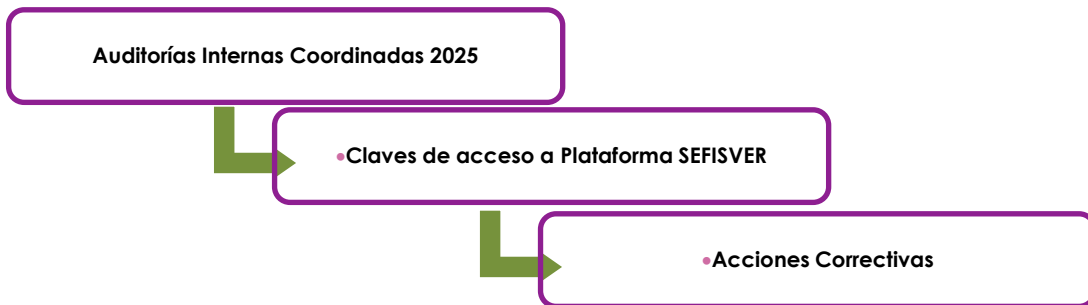 Auditorías Internas Coordinadas 2025
•Claves de acceso a Plataforma SEFISVER
•Acciones Correctivas